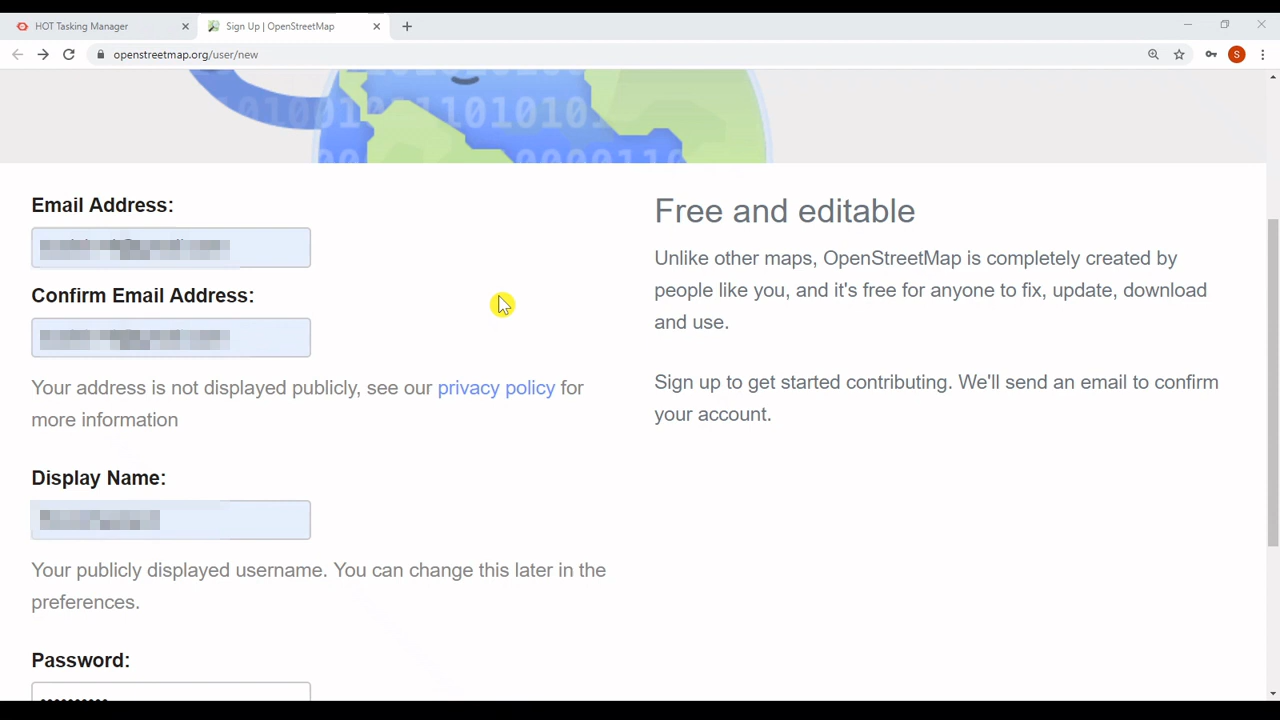 HOT Tasking Manager
Sign Up | OpenStreetMap
openstreetmap.org/user/new
S
Email Address:
Confirm Email Address:
Your address is not displayed publicly, see our privacy policy for
more information
Display Name:
Your publicly displayed username. You can change this later in the
preferences.
Password:
Free and editable
Unlike other maps, OpenStreetMap is completely created by
people like you, and it's free for anyone to fix, update, download
and use.
Sign up to get started contributing. We'll send an email to confirm
your account.